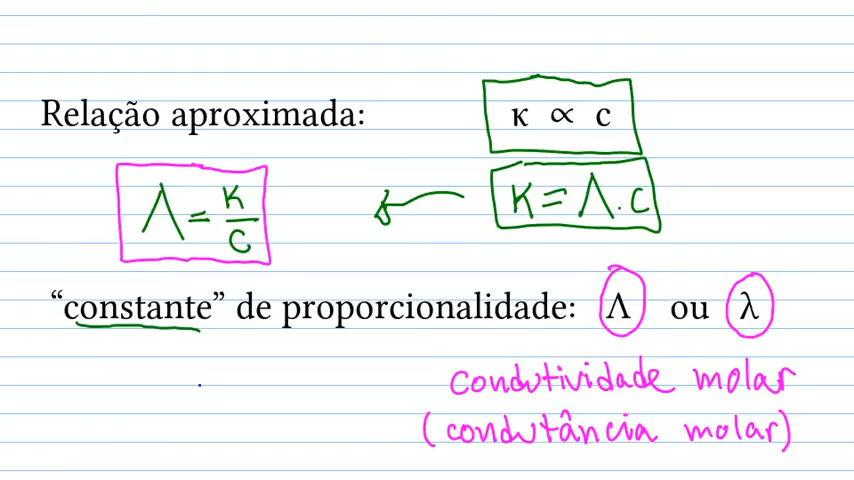 Relação aproximada: κ ∝ c
Λ = κ/c κ = Λ . c
“constante” de proporcionalidade: Λ ou λ
condutividade molar
(condutância molar)